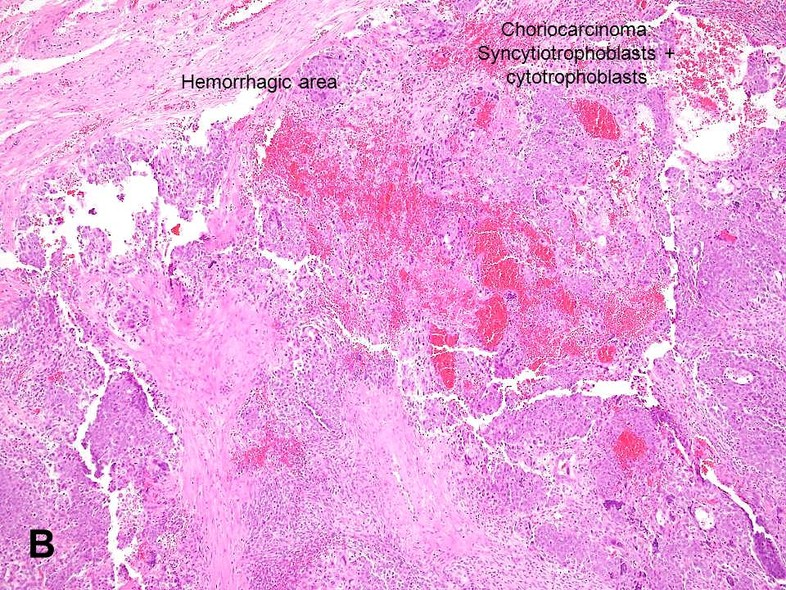 Choriocarcinoma:
Syncytiotrophoblasts +
cytotrophoblasts
Hemorrhagic area
B